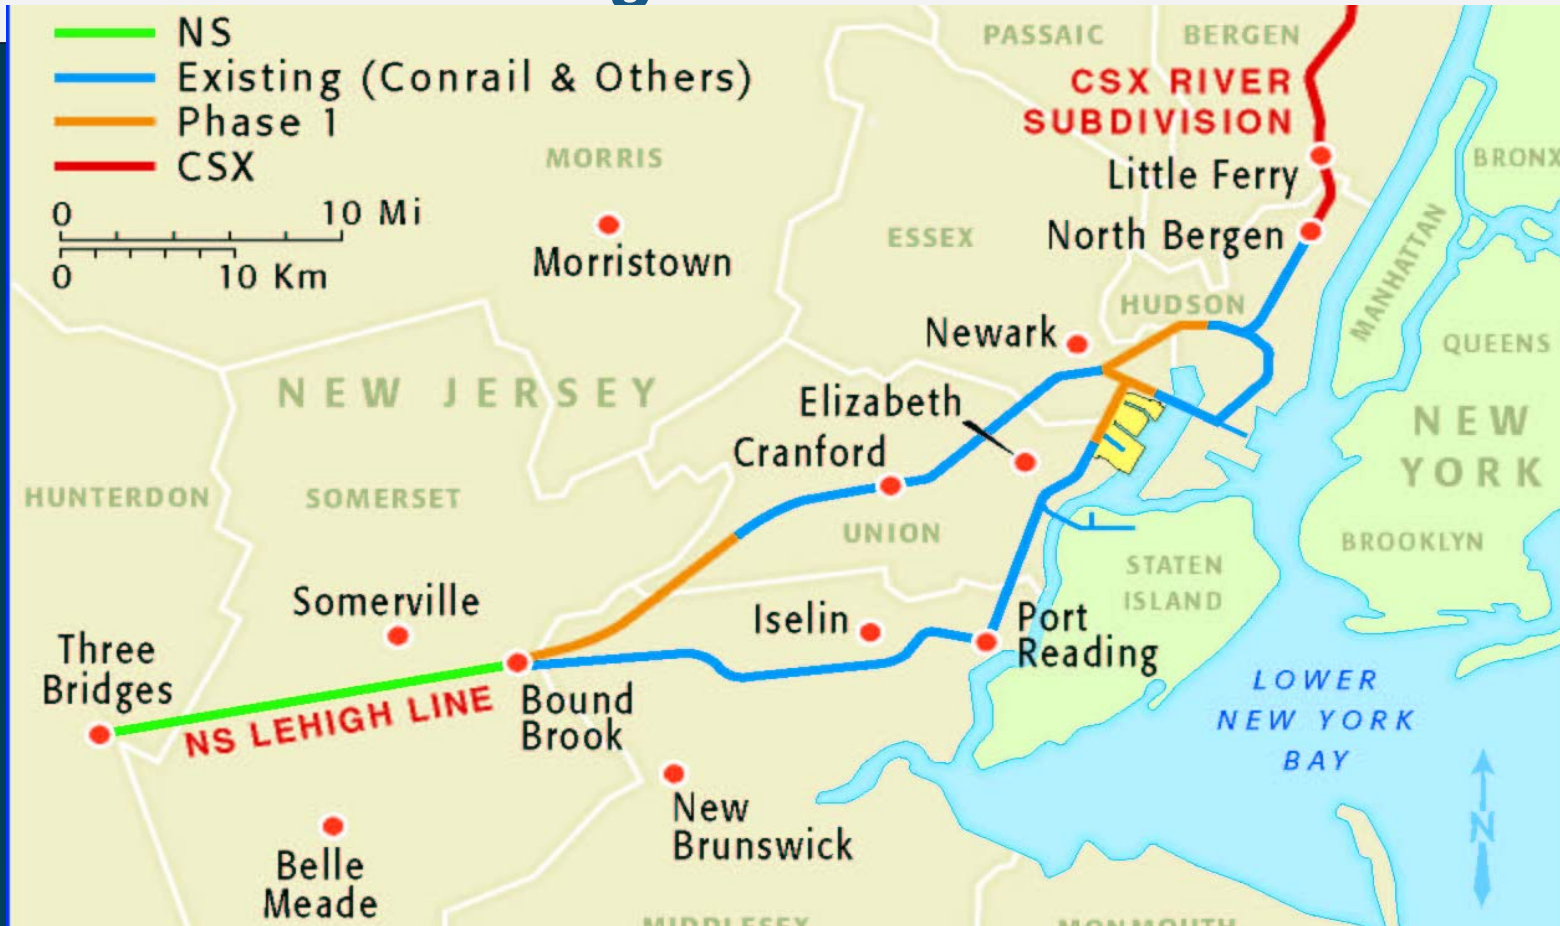 NS
Existing (Conrail & Others)
Phase 1
CSX
0 10 Mi
0 10 Km
PASSAIC
BERGEN
CSX RIVER
SUBDIVISION
Little Ferry
North Bergen
BRONX
MORRIS
Morristown
ESSEX
MANHATTAN
HUDSON
Newark
QUEENS
NEW JERSEY
Elizabeth
Cranford
NEW
YORK
HUNTERDON
SOMERSET
UNION
BROOKLYN
STATEN
ISLAND
Somerville
Iselin
Port
Reading
Three
Bridges
NS LEHIGH LINE
Bound
Brook
LOWER
NEW YORK
BAY
New
Brunswick
N
Belle
Meade
MIDDLESEX
MONMOUTH